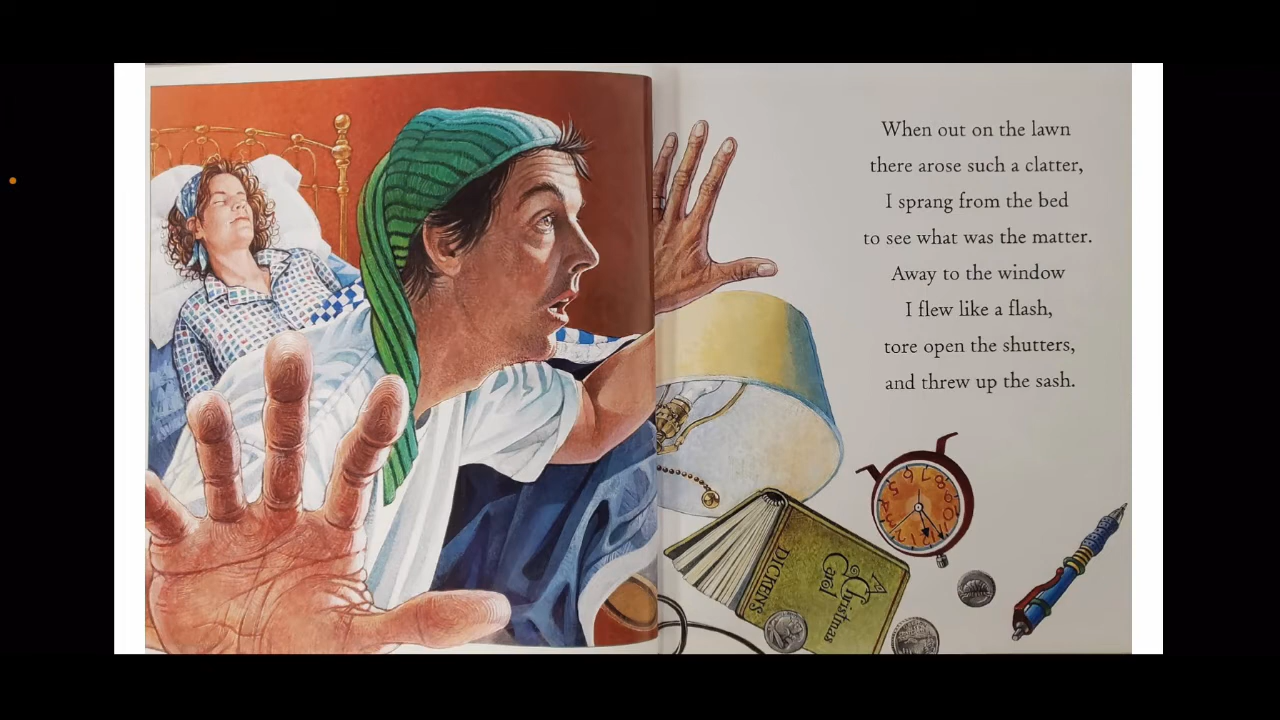 When out on the lawn
there arose such a clatter,
I sprang from the bed
to see what was the matter.
Away to the window
I flew like a flash,
tore open the shutters,
and threw up the sash.
A Christmas
Carol
DICKENS